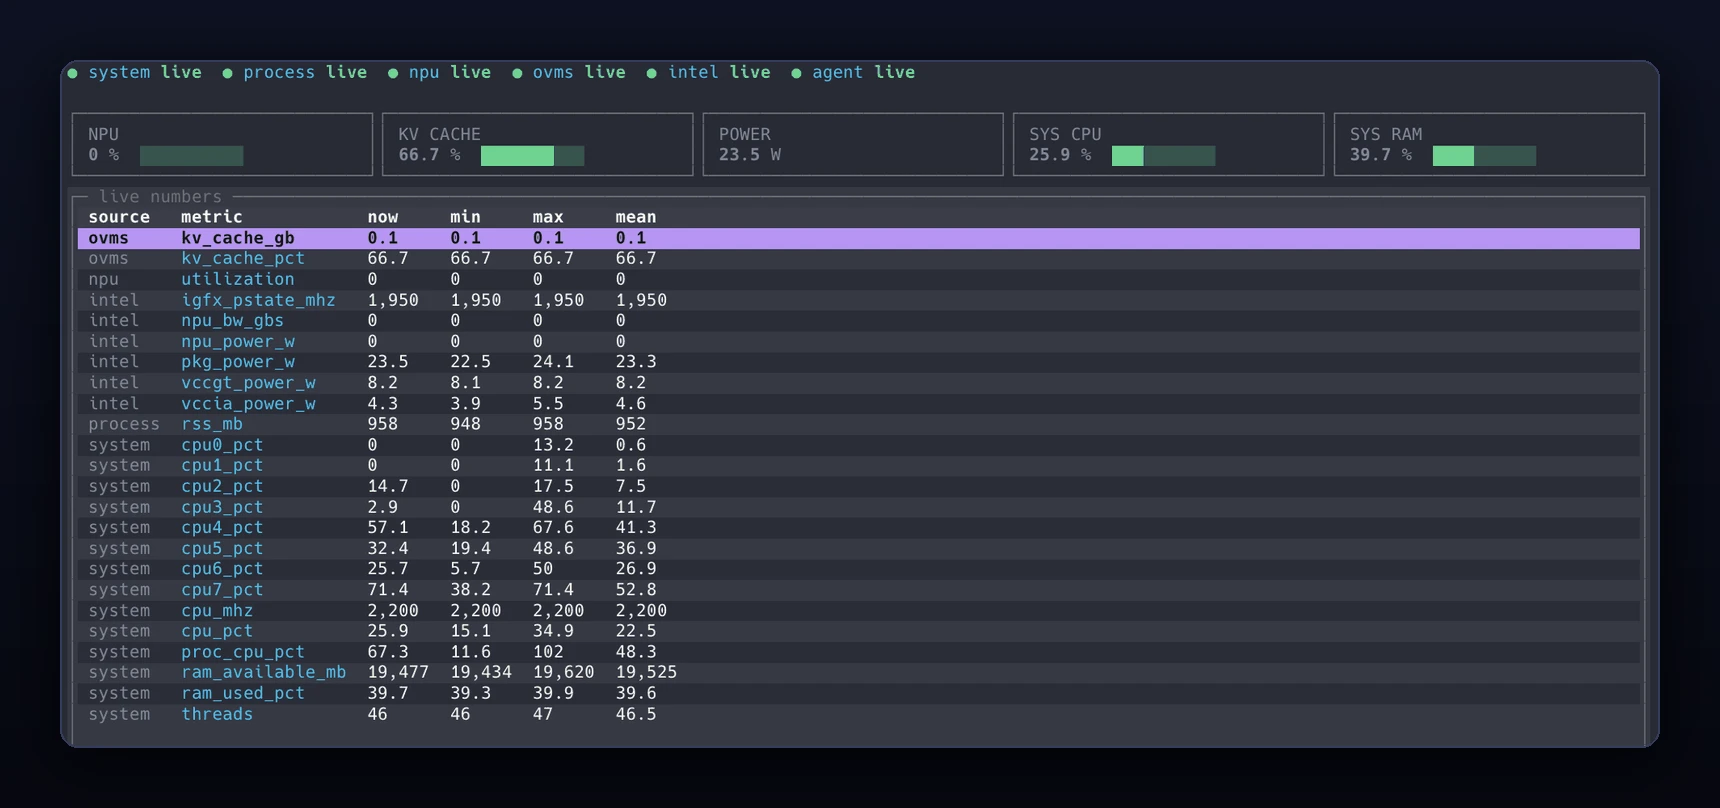 ● system live ● process live ● npu live ● ovms live ● intel live ● agent live
NPU
0 %
KV CACHE
66.7 %
POWER
23.5 W
SYS CPU
25.9 %
SYS RAM
39.7 %
live numbers
source metric now min max mean
ovms kv_cache_gb 0.1 0.1 0.1 0.1
ovms kv_cache_pct 66.7 66.7 66.7 66.7
npu utilization 0 0 0 0
intel igfx_pstate_mhz 1,950 1,950 1,950 1,950
intel npu_bw_gbs 0 0 0 0
intel npu_power_w 0 0 0 0
intel pkg_power_w 23.5 22.5 24.1 23.3
intel vccgt_power_w 8.2 8.1 8.2 8.2
intel vccia_power_w 4.3 3.9 5.5 4.6
process rss_mb 958 948 958 952
system cpu0_pct 0 0 13.2 0.6
system cpu1_pct 0 0 11.1 1.6
system cpu2_pct 14.7 0 17.5 7.5
system cpu3_pct 2.9 0 48.6 11.7
system cpu4_pct 57.1 18.2 67.6 41.3
system cpu5_pct 32.4 19.4 48.6 36.9
system cpu6_pct 25.7 5.7 50 26.9
system cpu7_pct 71.4 38.2 71.4 52.8
system cpu_mhz 2,200 2,200 2,200 2,200
system cpu_pct 25.9 15.1 34.9 22.5
system proc_cpu_pct 67.3 11.6 102 48.3
system ram_available_mb 19,477 19,434 19,620 19,525
system ram_used_pct 39.7 39.3 39.9 39.6
system threads 46 46 47 46.5